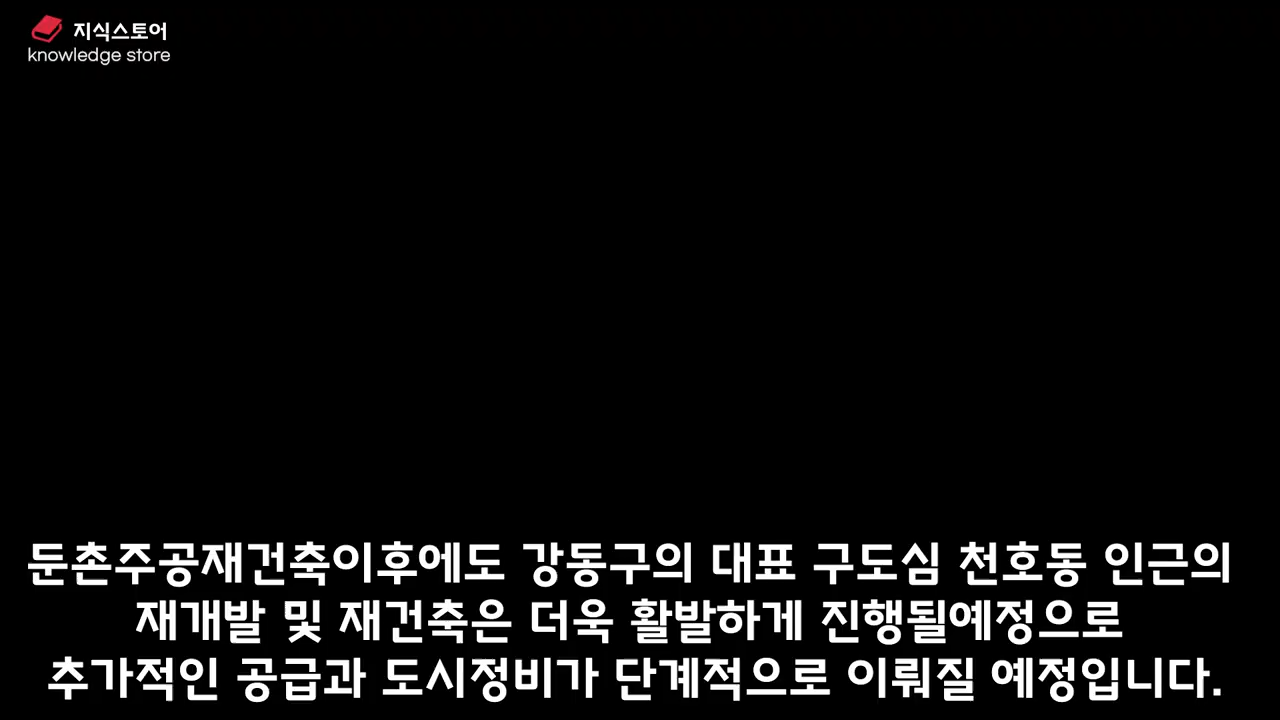 지식스토어
knowledge store
둔촌주공재건축이후에도 강동구의 대표 구도심 천호동 인근의
재개발 및 재건축은 더욱 활발하게 진행될예정으로
추가적인 공급과 도시정비가 단계적으로 이뤄질 예정입니다.